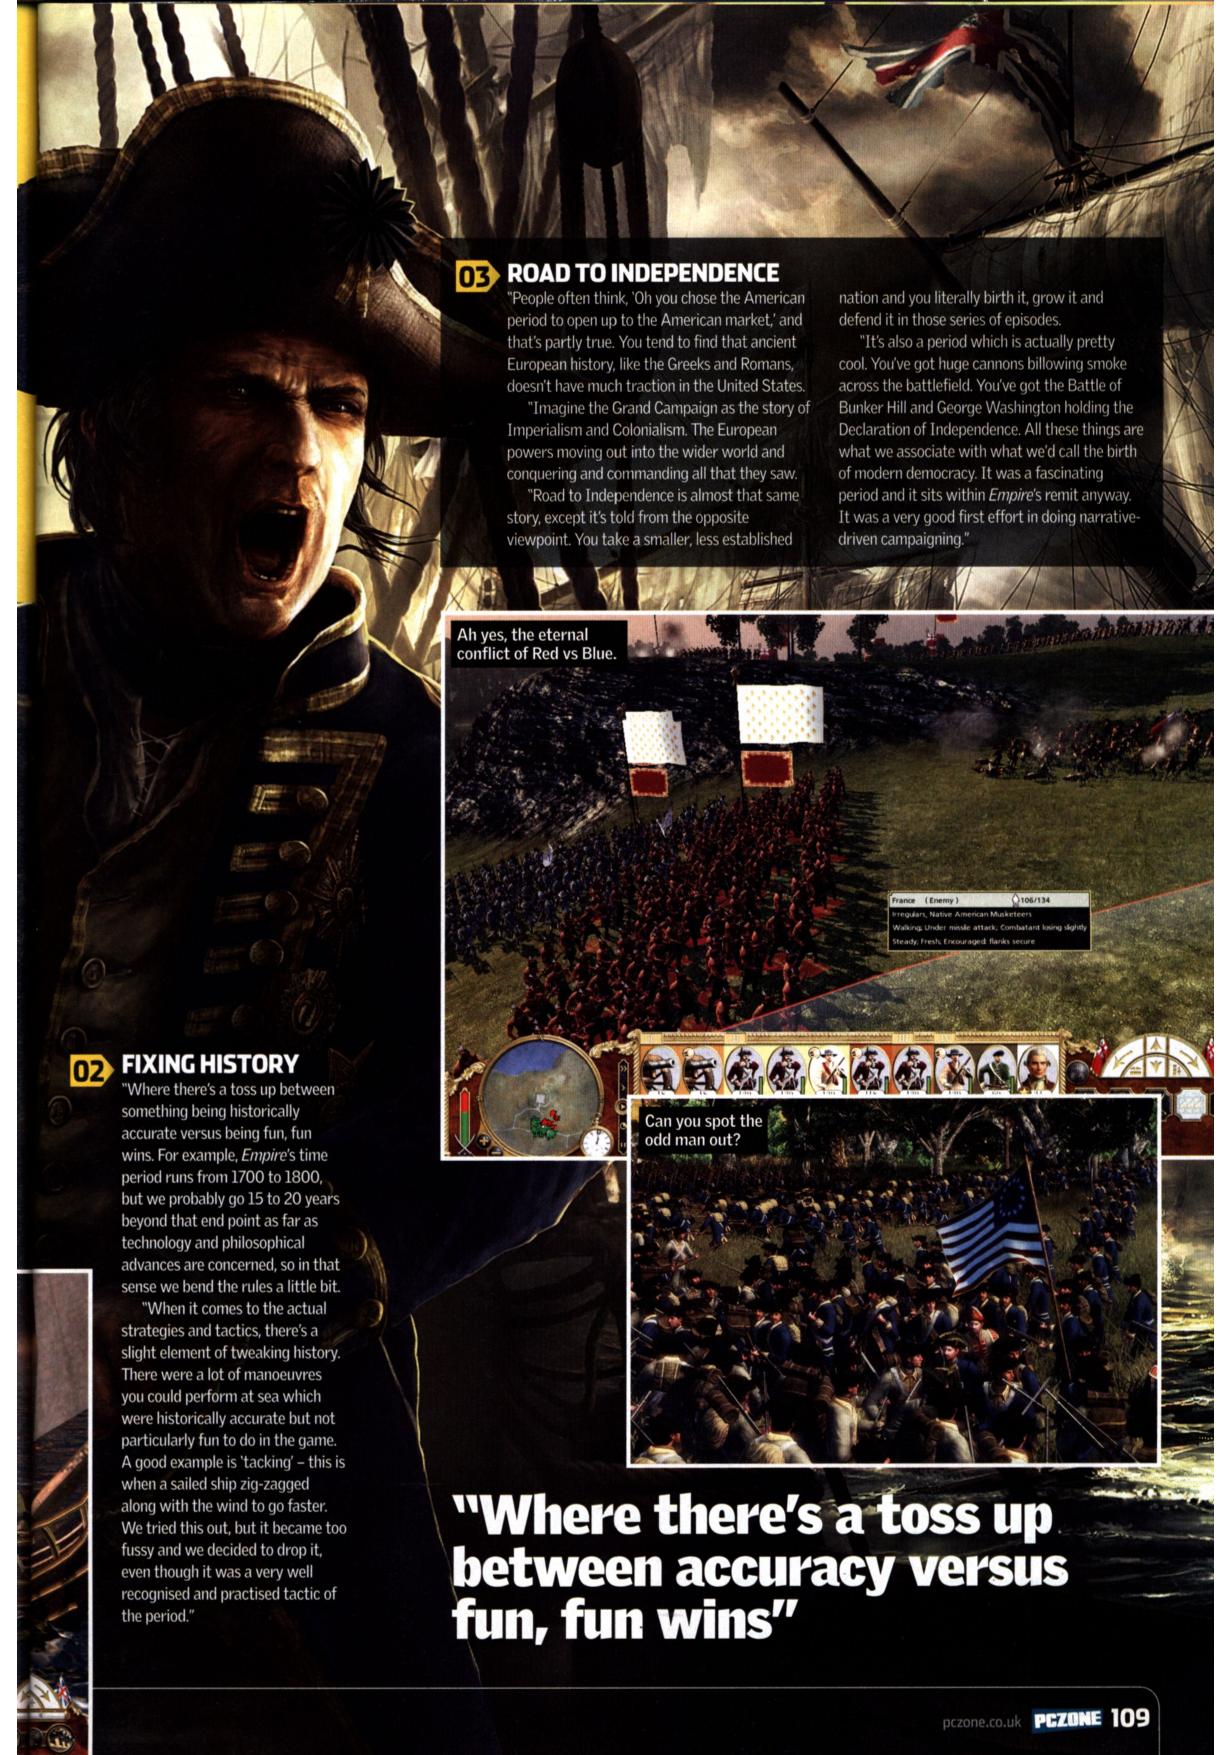 03 ROAD TO INDEPENDENCE
"People often think, 'Oh you chose the American
period to open up to the American market,' and
that's partly true. You tend to find that ancient
European history, like the Greeks and Romans,
doesn't have much traction in the United States.
"Imagine the Grand Campaign as the story of
Imperialism and Colonialism. The European
powers moving out into the wider world and
conquering and commanding all that they saw.
"Road to Independence is almost that same
story, except it's told from the opposite
viewpoint. You take a smaller, less established
nation and you literally birth it, grow it and
defend it in those series of episodes.
"It's also a period which is actually pretty
cool. You've got huge cannons billowing smoke
across the battlefield. You've got the Battle of
Bunker Hill and George Washington holding the
Declaration of Independence. All these things are
what we associate with what we'd call the birth
of modern democracy. It was a fascinating
period and it sits within Empire's remit anyway.
It was a very good first effort in doing narrative-
driven campaigning."
Ah yes, the eternal
conflict of Red vs Blue.
France (Enemy) 106/134
Irregulars, Native American Musketeers
Walking; Under missile attack; Combatant losing slightly
Steady; Fresh; Encouraged: flanks secure
02 FIXING HISTORY
"Where there's a toss up between
something being historically
accurate versus being fun, fun
wins. For example, Empire's time
period runs from 1700 to 1800,
but we probably go 15 to 20 years
beyond that end point as far as
technology and philosophical
advances are concerned, so in that
sense we bend the rules a little bit.
"When it comes to the actual
strategies and tactics, there's a
slight element of tweaking history.
There were a lot of manoeuvres
you could perform at sea which
were historically accurate but not
particularly fun to do in the game.
A good example is 'tacking' – this is
when a sailed ship zig-zagged
along with the wind to go faster.
We tried this out, but it became too
fussy and we decided to drop it,
even though it was a very well
recognised and practised tactic of
the period."
Can you spot the
odd man out?
"Where there's a toss up
between accuracy versus
fun, fun wins"
pczone.co.uk PCZONE 109